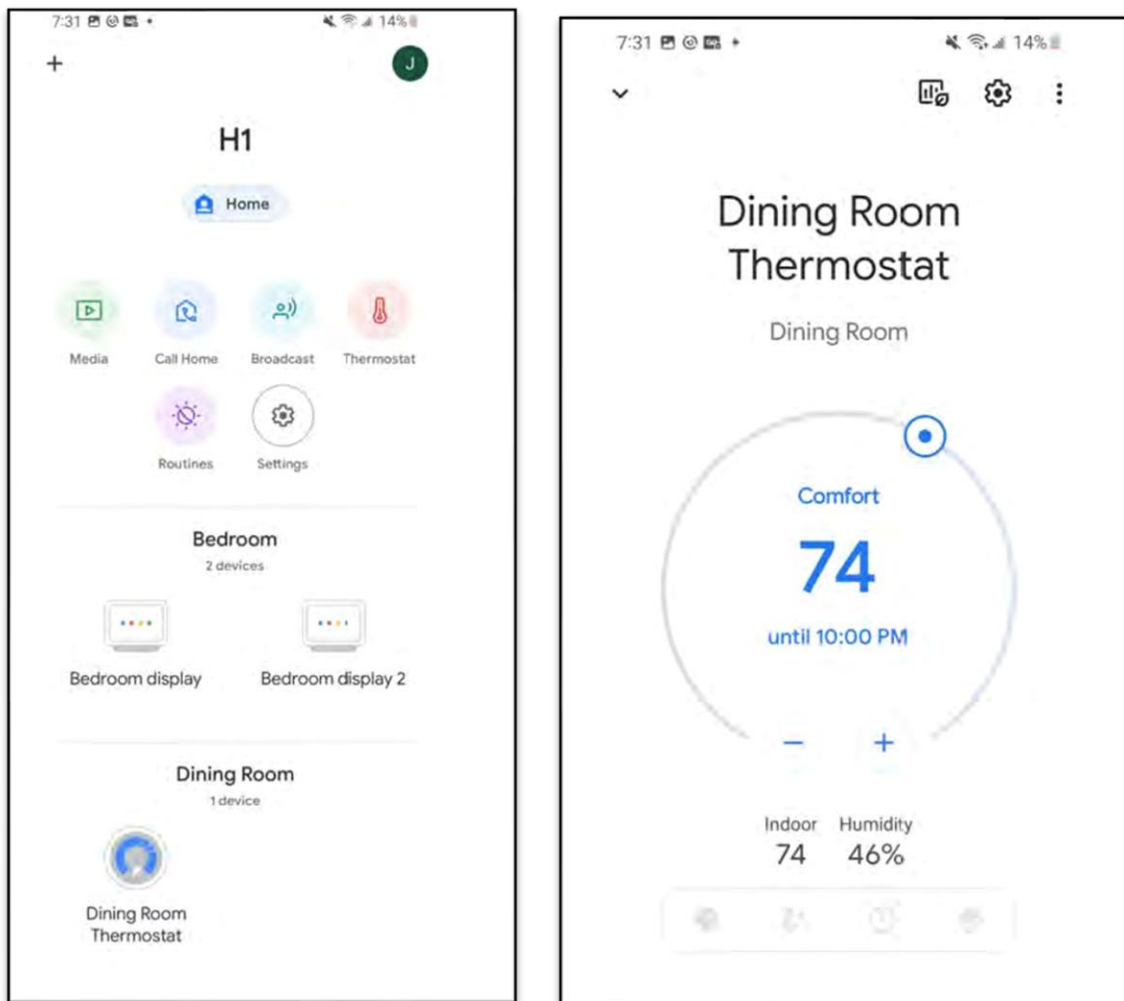 7:31
14%
J
H1
Home
Media Call Home Broadcast Thermostat
Routines Settings
Bedroom
2 devices
Bedroom display Bedroom display 2
Dining Room
1 device
Dining Room
Thermostat
7:31
14%
Dining Room
Thermostat
Dining Room
Comfort
74
until 10:00 PM
− +
Indoor Humidity
74 46%